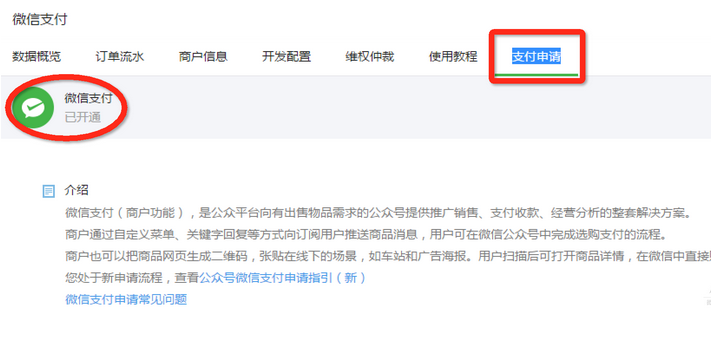 微信支付
数据概览 订单流水 商户信息 开发配置 维权仲裁 使用教程 支付申请
微信支付
已开通
介绍
微信支付（商户功能），是公众平台向有出售物品需求的公众号提供推广销售、支付收款、经营分析的整套解决方案。
商户通过自定义菜单、关键字回复等方式向订阅用户推送商品消息，用户可在微信公众号中完成选购支付的流程。
商户也可以把商品网页生成二维码，张贴在线下的场景，如车站和广告海报。用户扫描后可打开商品详情，在微信中直接
您处于新申请流程，查看公众号微信支付申请指引（新）
微信支付申请常见问题